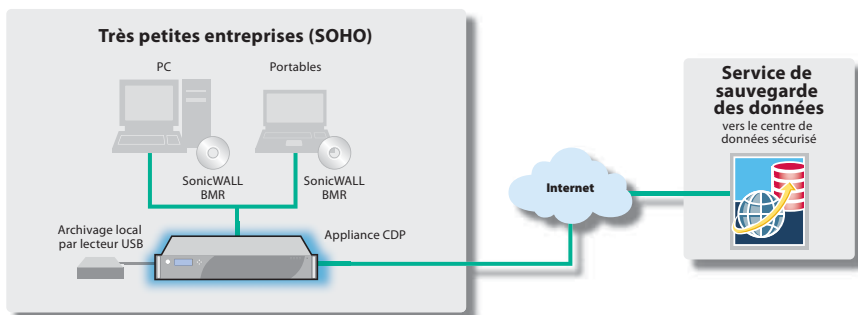 Très petites entreprises (SOHO)
PC
Portables
SonicWALL
BMR
SonicWALL
BMR
Archivage local
par lecteur USB
Appliance CDP
Internet
Service de
sauvegarde
des données
vers le centre de
données sécurisé